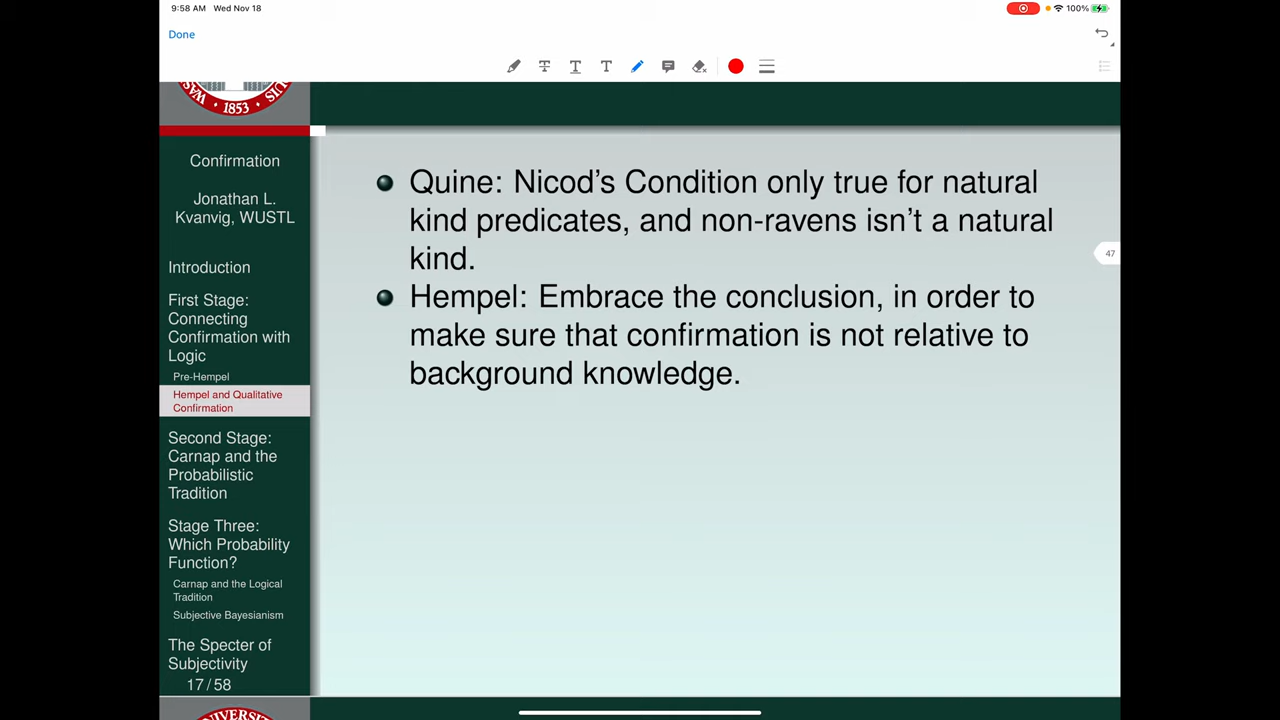 9:58 AM Wed Nov 18
100%
Done
1853
47
Confirmation
Jonathan L.
Kvanvig, WUSTL
Introduction
First Stage:
Connecting
Confirmation with
Logic
Pre-Hempel
Hempel and Qualitative
Confirmation
Second Stage:
Carnap and the
Probabilistic
Tradition
Stage Three:
Which Probability
Function?
Carnap and the Logical
Tradition
Subjective Bayesianism
The Specter of
Subjectivity
17 / 58
Quine: Nicod's Condition only true for natural
kind predicates, and non-ravens isn't a natural
kind.
Hempel: Embrace the conclusion, in order to
make sure that confirmation is not relative to
background knowledge.